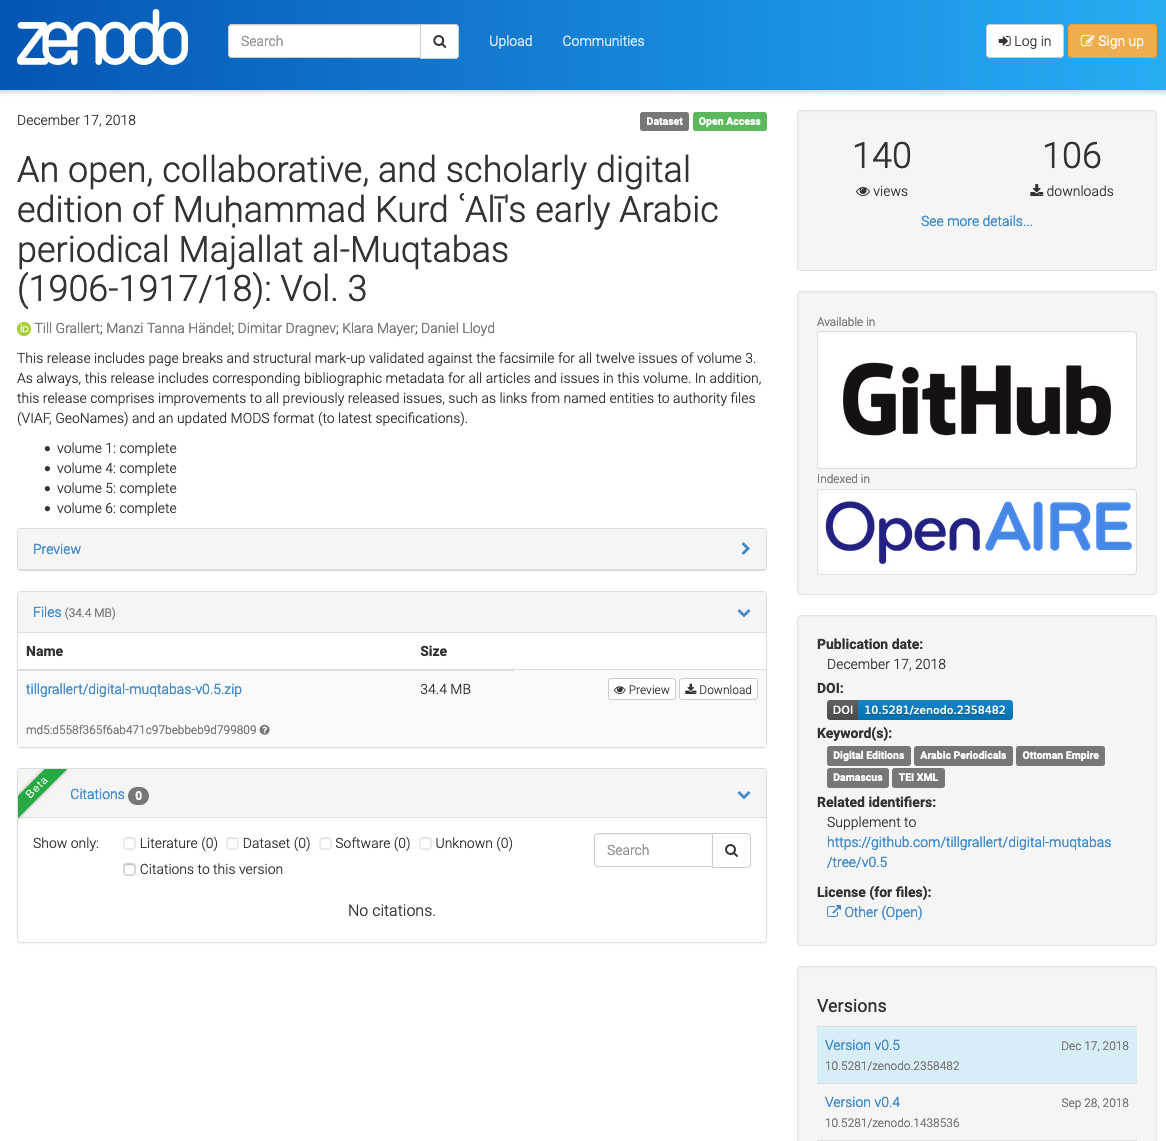 zenodo
Search
Upload
Communities
Log in
Sign up
December 17, 2018
Dataset
Open Access
An open, collaborative, and scholarly digital
edition of Muḥammad Kurd ʿAlī's early Arabic
periodical Majallat al-Muqtabas
(1906-1917/18): Vol. 3
iD Till Grallert; Manzi Tanna Händel; Dimitar Dragnev; Klara Mayer; Daniel Lloyd
This release includes page breaks and structural mark-up validated against the facsimile for all twelve issues of volume 3.
As always, this release includes corresponding bibliographic metadata for all articles and issues in this volume. In addition,
this release comprises improvements to all previously released issues, such as links from named entities to authority files
(VIAF, GeoNames) and an updated MODS format (to latest specifications).
• volume 1: complete
• volume 4: complete
• volume 5: complete
• volume 6: complete
Preview
Files (34.4 MB)
Name Size
tillgrallert/digital-muqtabas-v0.5.zip 34.4 MB Preview Download
md5:d558f365f6ab471c97bebbeb9d799809 ?
Beta
Citations 0
Show only: Literature (0) Dataset (0) Software (0) Unknown (0)
Citations to this version
Search
No citations.
140 106
views downloads
See more details...
Available in
GitHub
Indexed in
OpenAIRE
Publication date:
December 17, 2018
DOI:
DOI 10.5281/zenodo.2358482
Keyword(s):
Digital Editions Arabic Periodicals Ottoman Empire
Damascus TEI XML
Related identifiers:
Supplement to
https://github.com/tillgrallert/digital-muqtabas
/tree/v0.5
License (for files):
Other (Open)
Versions
Version v0.5 Dec 17, 2018
10.5281/zenodo.2358482
Version v0.4 Sep 28, 2018
10.5281/zenodo.1438536